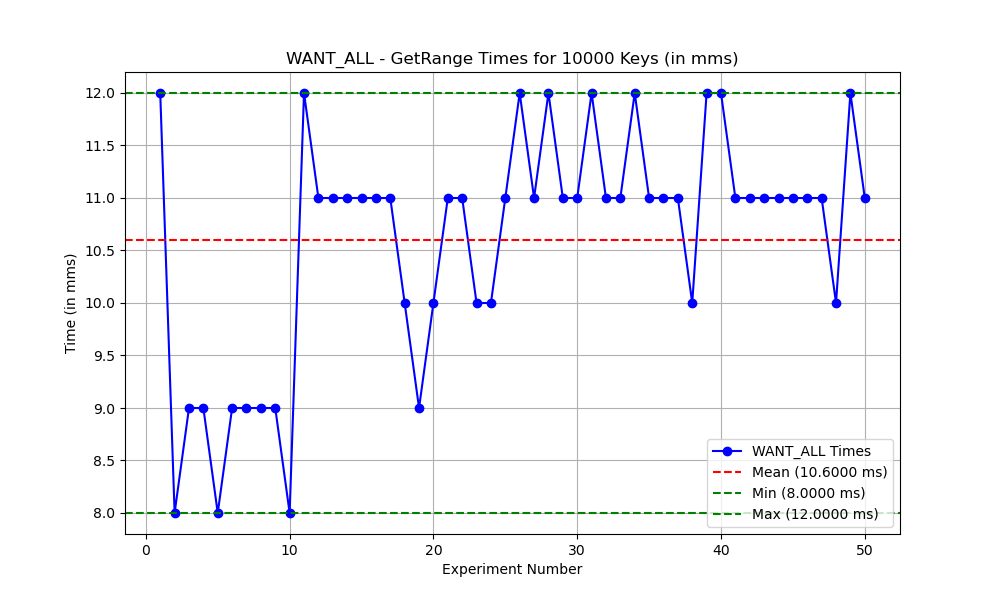 WANT_ALL - GetRange Times for 10000 Keys (in mms)
12.0
11.5
11.0
10.5
10.0
9.5
9.0
8.5
8.0
Time (in mms)
WANT_ALL Times
Mean (10.6000 ms)
Min (8.0000 ms)
Max (12.0000 ms)
0 10 20 30 40 50
Experiment Number